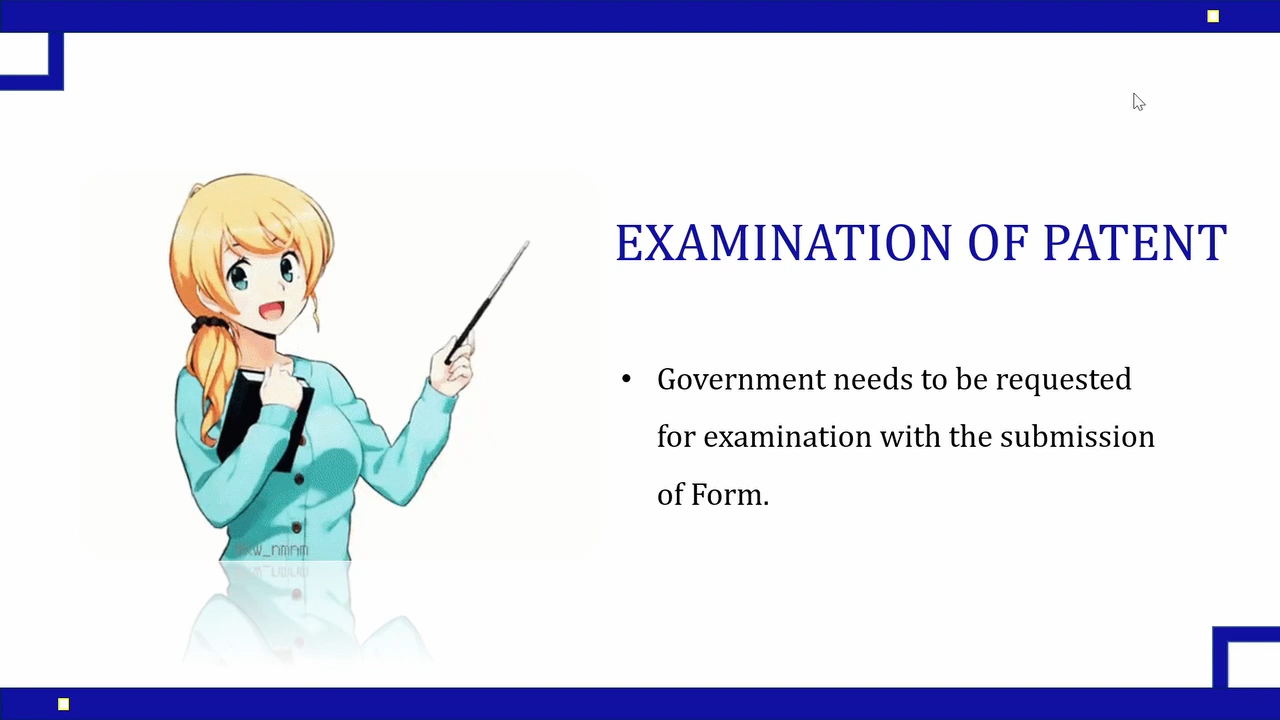 EXAMINATION OF PATENT
• Government needs to be requested
for examination with the submission
of Form.